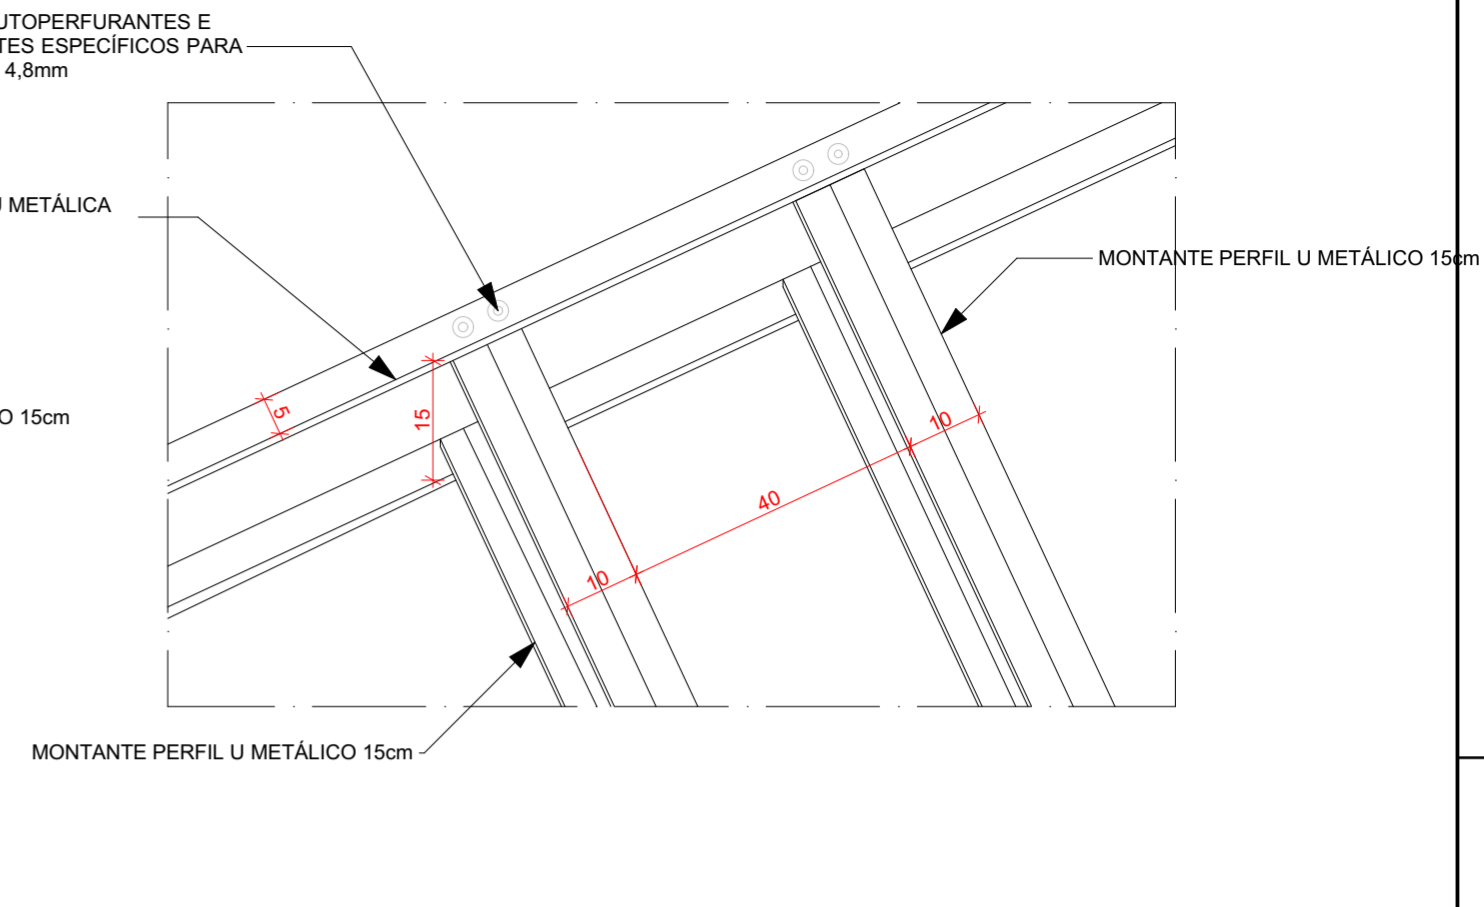 UTOPERFURANTES E
TES ESPECÍFICOS PARA
4,8mm
U METÁLICA
MONTANTE PERFIL U METÁLICO 15cm
5
15
O 15cm
10
40
10
MONTANTE PERFIL U METÁLICO 15cm